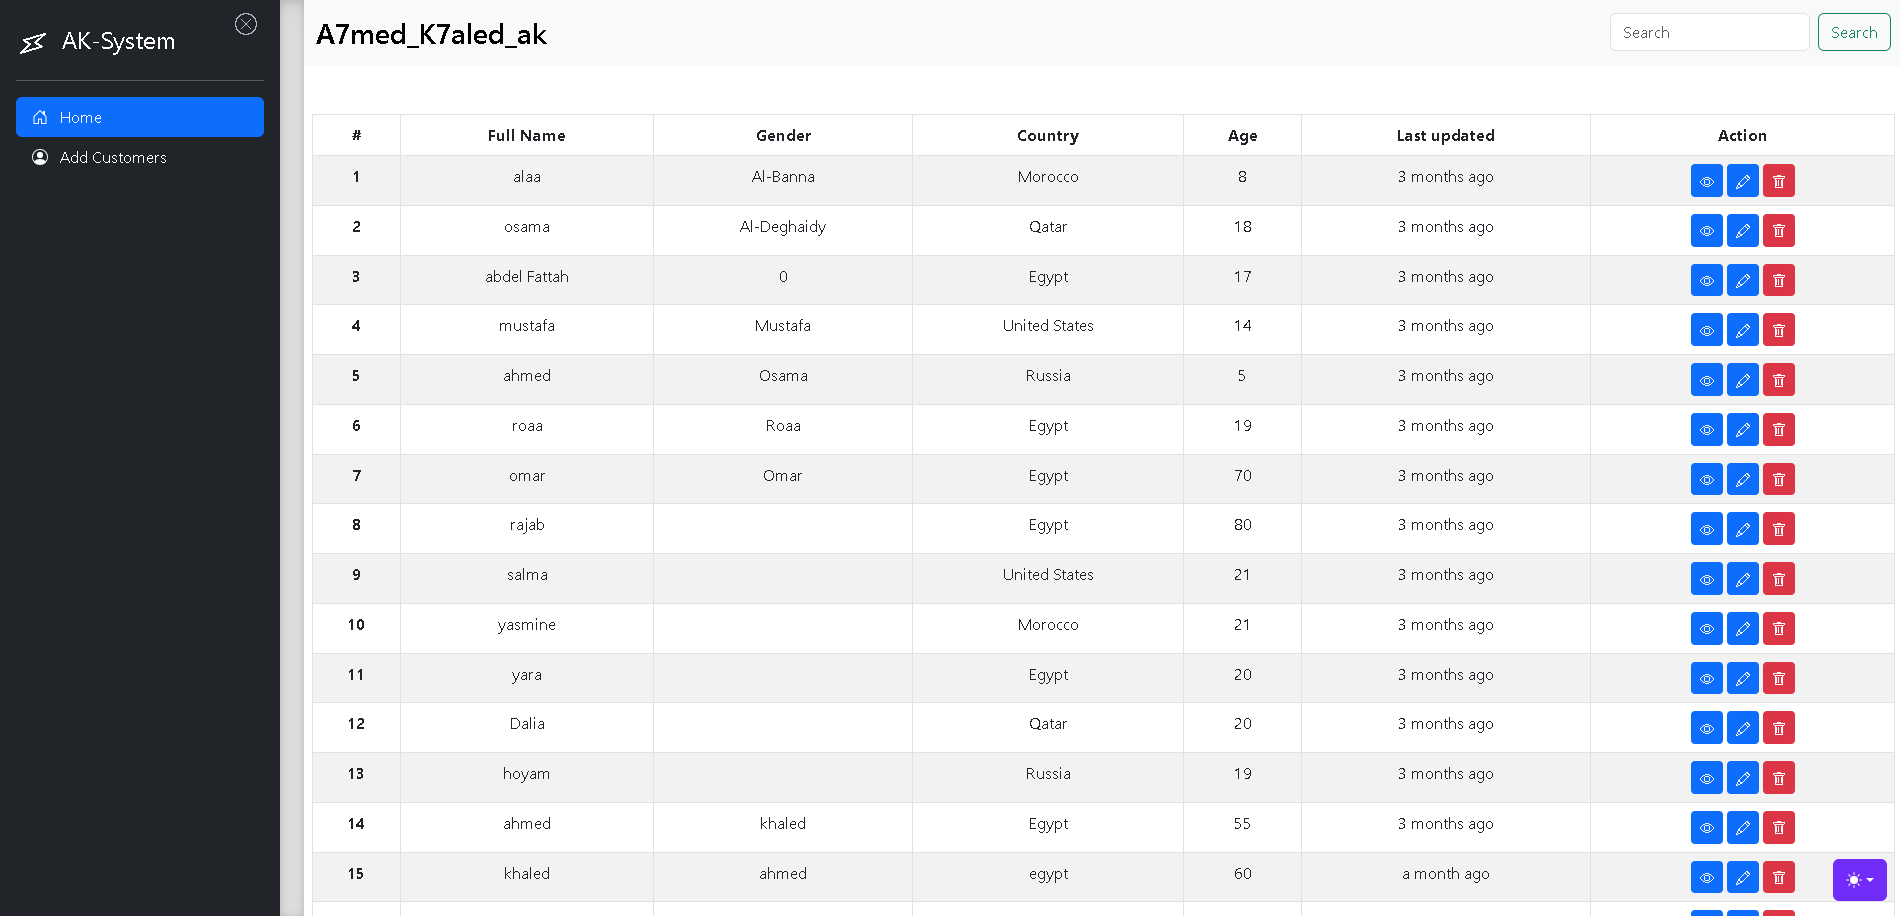 AK-System
Home
Add Customers
A7med_K7aled_ak
Search
Search
# Full Name Gender Country Age Last updated Action
1 alaa Al-Banna Morocco 8 3 months ago
2 osama Al-Deghaidy Qatar 18 3 months ago
3 abdel Fattah 0 Egypt 17 3 months ago
4 mustafa Mustafa United States 14 3 months ago
5 ahmed Osama Russia 5 3 months ago
6 roaa Roaa Egypt 19 3 months ago
7 omar Omar Egypt 70 3 months ago
8 rajab Egypt 80 3 months ago
9 salma United States 21 3 months ago
10 yasmine Morocco 21 3 months ago
11 yara Egypt 20 3 months ago
12 Dalia Qatar 20 3 months ago
13 hoyam Russia 19 3 months ago
14 ahmed khaled Egypt 55 3 months ago
15 khaled ahmed egypt 60 a month ago